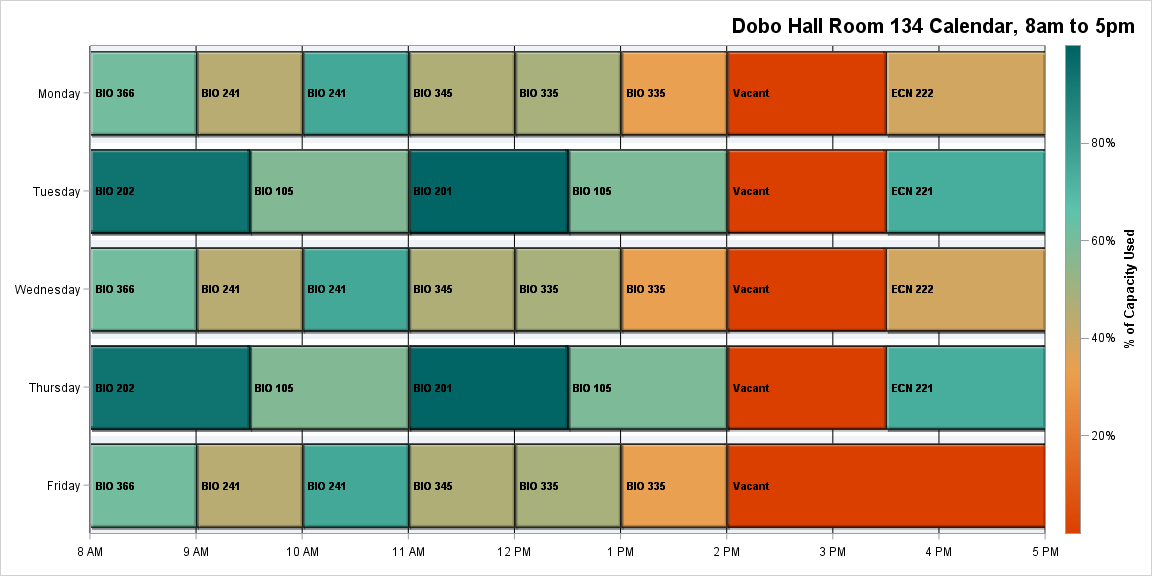 Dobo Hall Room 134 Calendar, 8am to 5pm
Monday BIO 366 BIO 241 BIO 241 BIO 345 BIO 335 BIO 335 Vacant ECN 222
Tuesday BIO 202 BIO 105 BIO 201 BIO 105 Vacant ECN 221
Wednesday BIO 366 BIO 241 BIO 241 BIO 345 BIO 335 BIO 335 Vacant ECN 222
Thursday BIO 202 BIO 105 BIO 201 BIO 105 Vacant ECN 221
Friday BIO 366 BIO 241 BIO 241 BIO 345 BIO 335 BIO 335 Vacant
8 AM 9 AM 10 AM 11 AM 12 PM 1 PM 2 PM 3 PM 4 PM 5 PM
80%
60%
40%
20%
% of Capacity Used